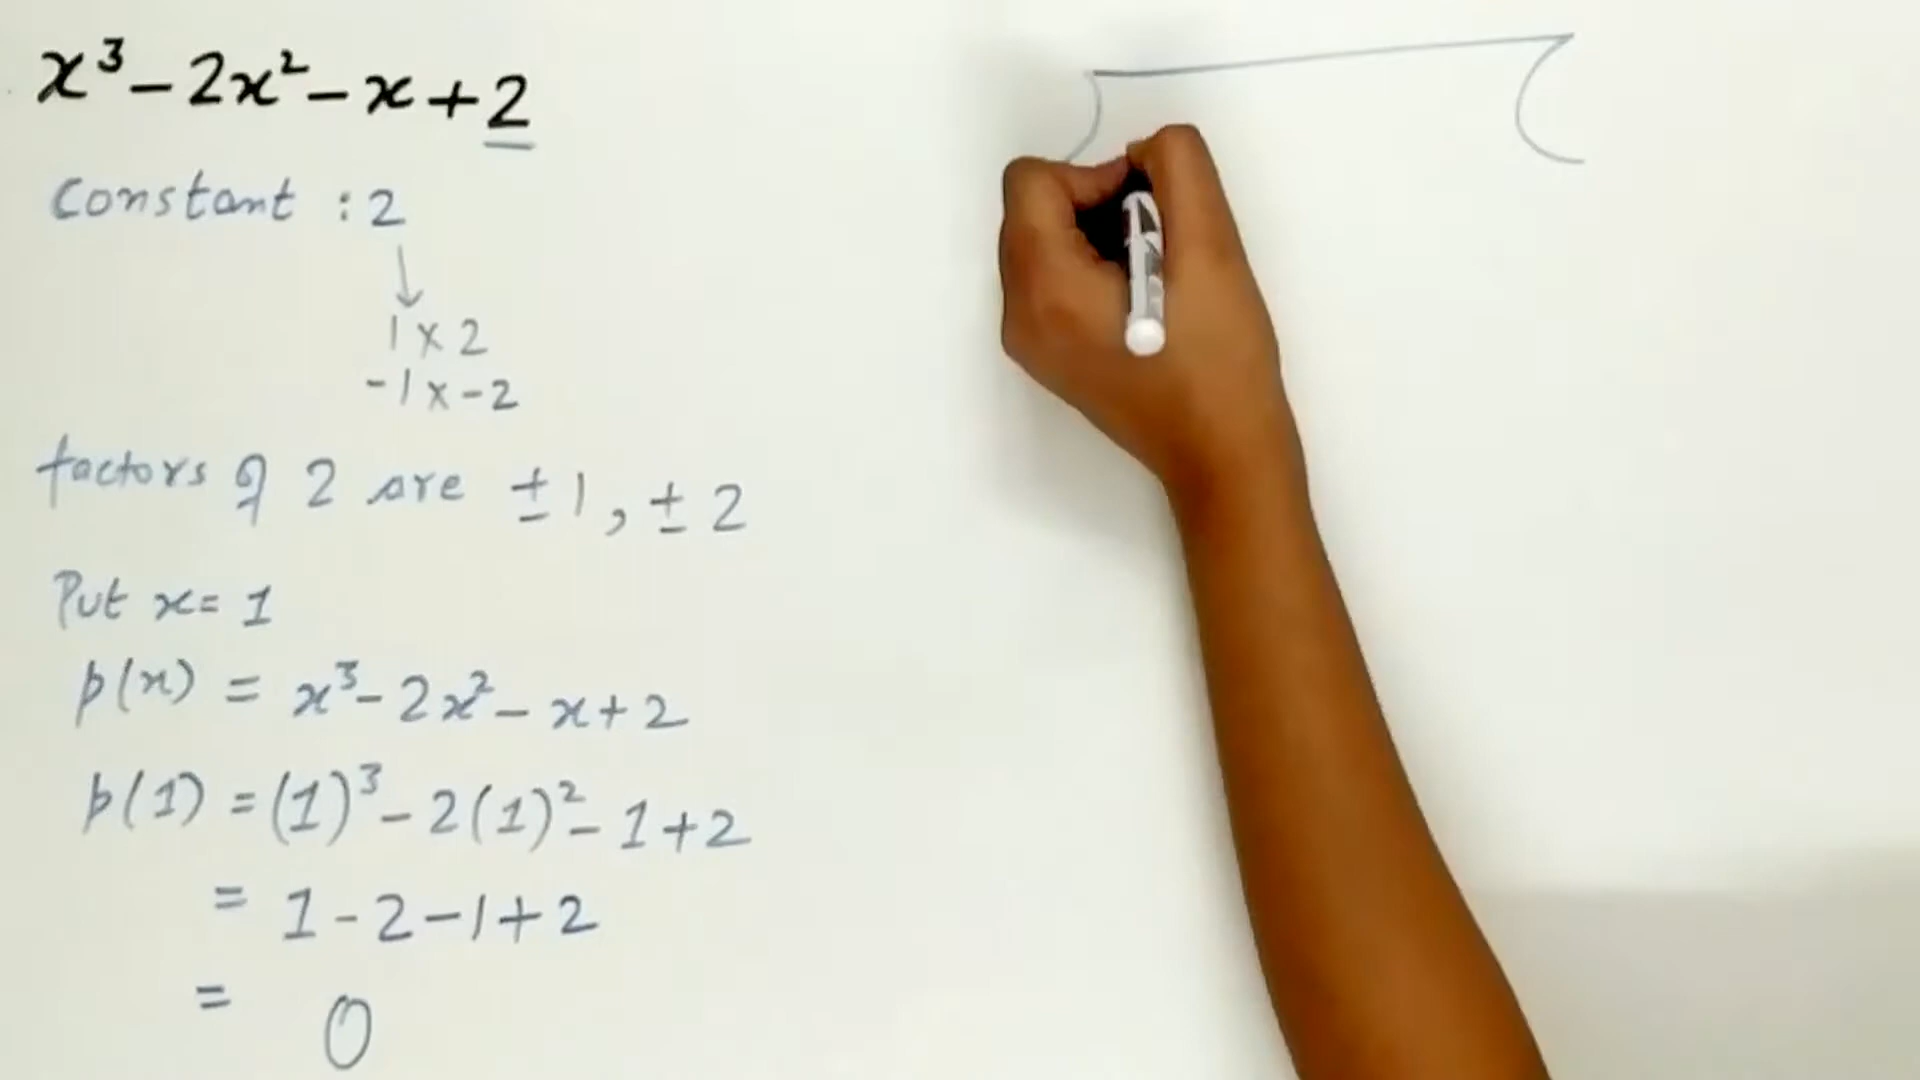 x³ - 2x² - x + 2
Constant : 2
1 x 2
-1 x -2
factors of 2 are ±1, ±2
Put x = 1
p(x) = x³ - 2x² - x + 2
p(1) = (1)³ - 2(1)² - 1 + 2
= 1 - 2 - 1 + 2
= 0